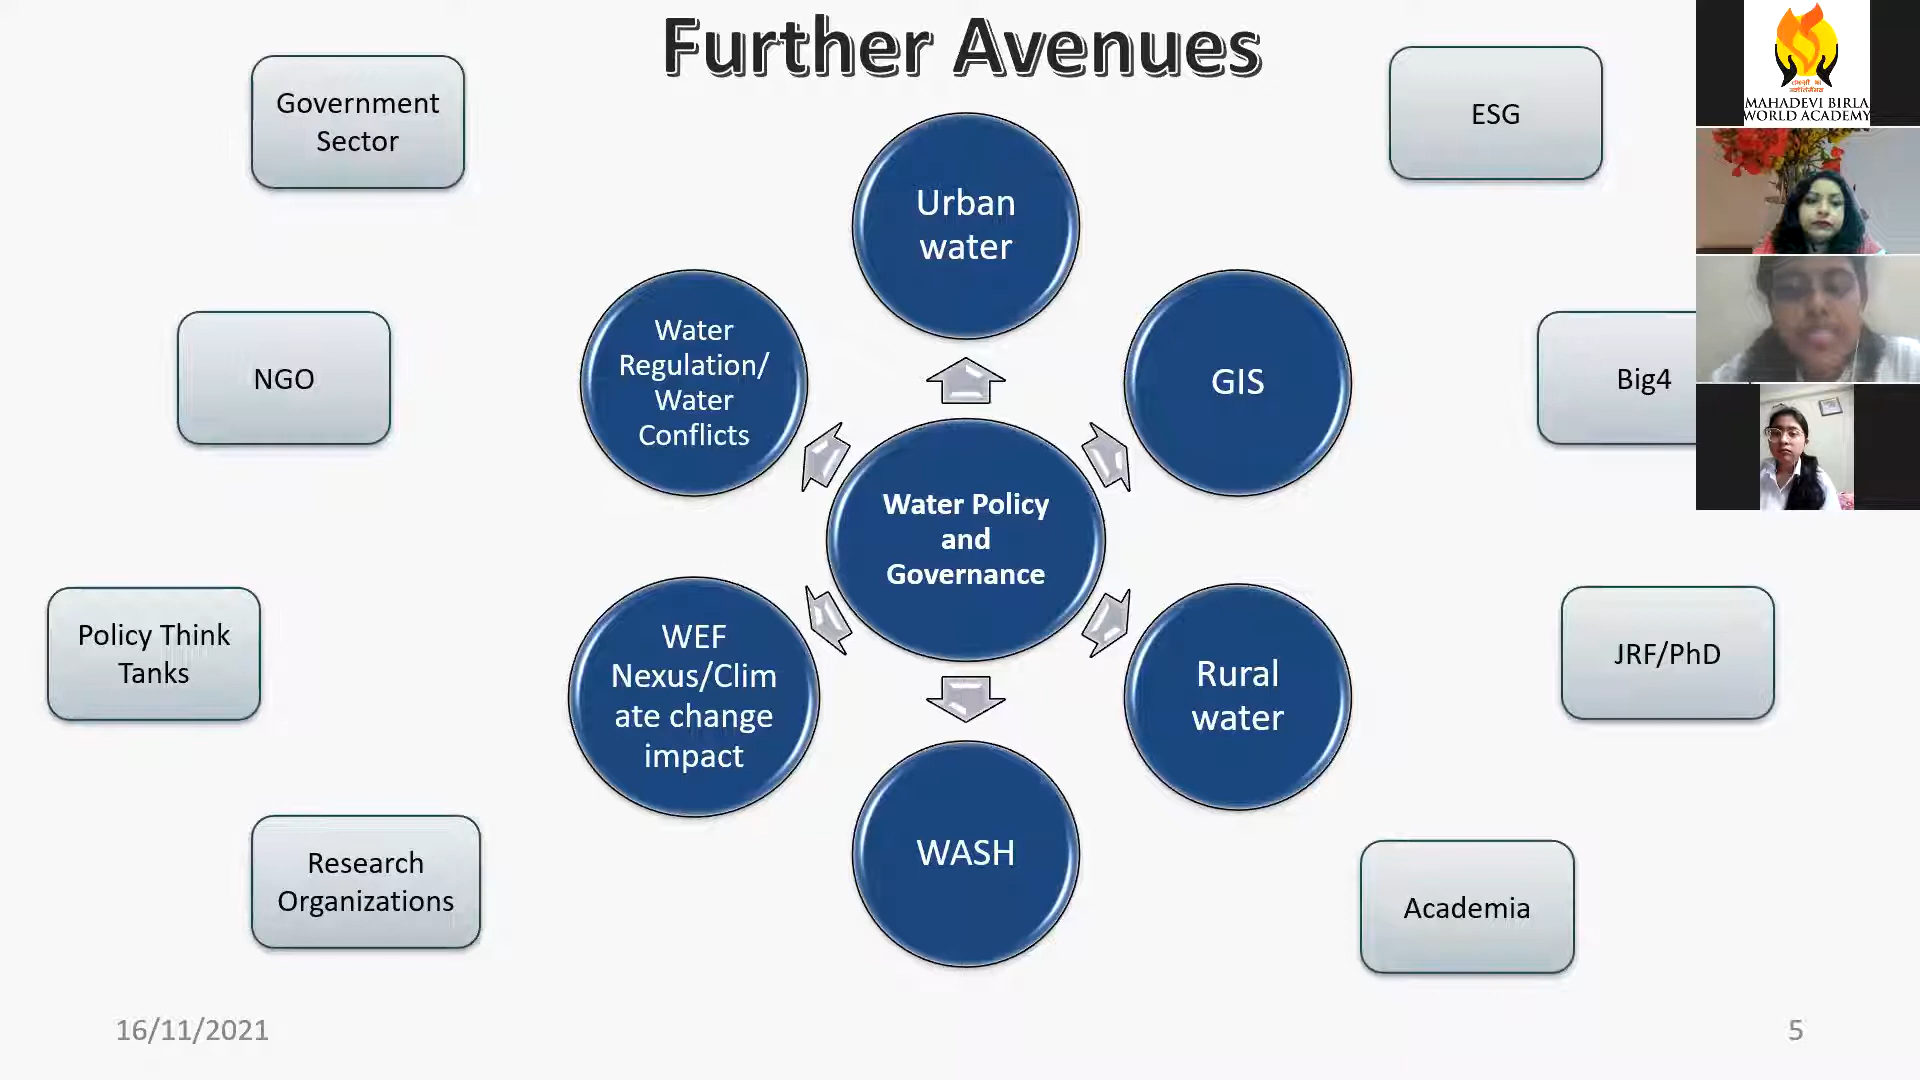 Further Avenues
Government
Sector
ESG
Urban
water
Water
Regulation/
Water
Conflicts
GIS
NGO
Big4
Water Policy
and
Governance
Policy Think
Tanks
WEF
Nexus/Clim
ate change
impact
Rural
water
JRF/PhD
WASH
Research
Organizations
Academia
16/11/2021
5
MAHADEVI BIRLA
WORLD ACADEMY